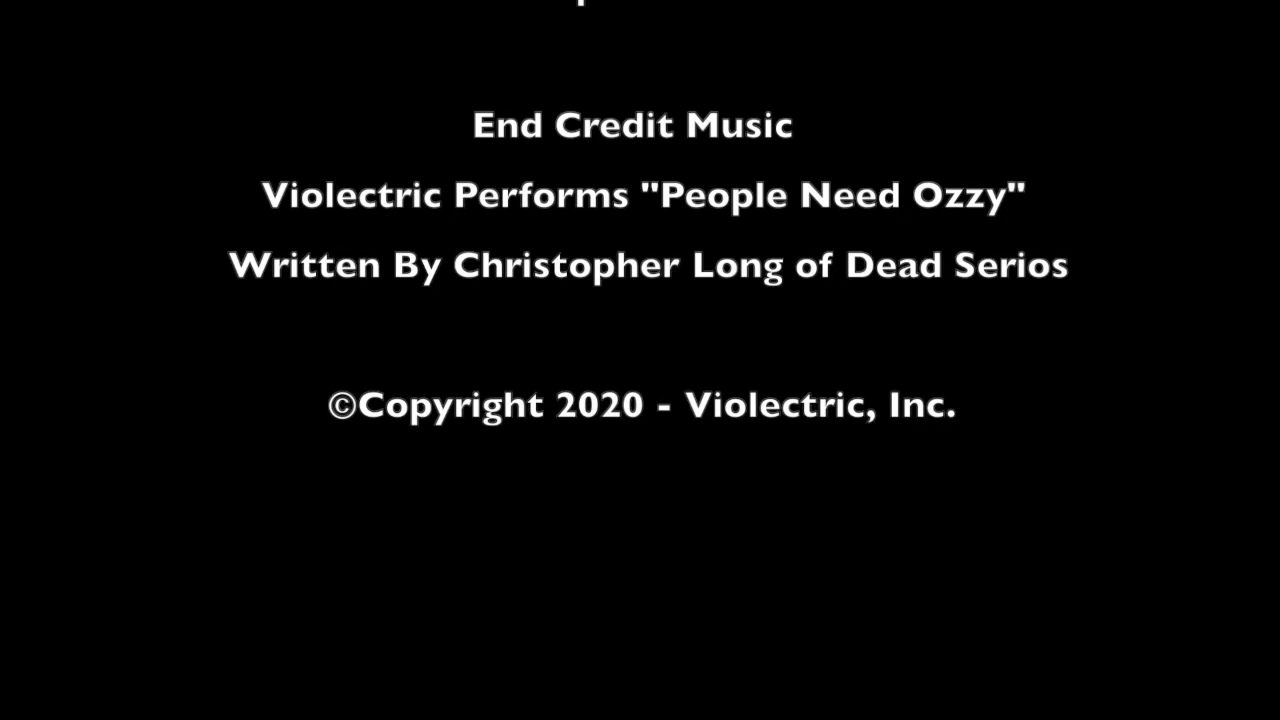 End Credit Music
Violectric Performs "People Need Ozzy"
Written By Christopher Long of Dead Serios
©Copyright 2020 - Violectric, Inc.